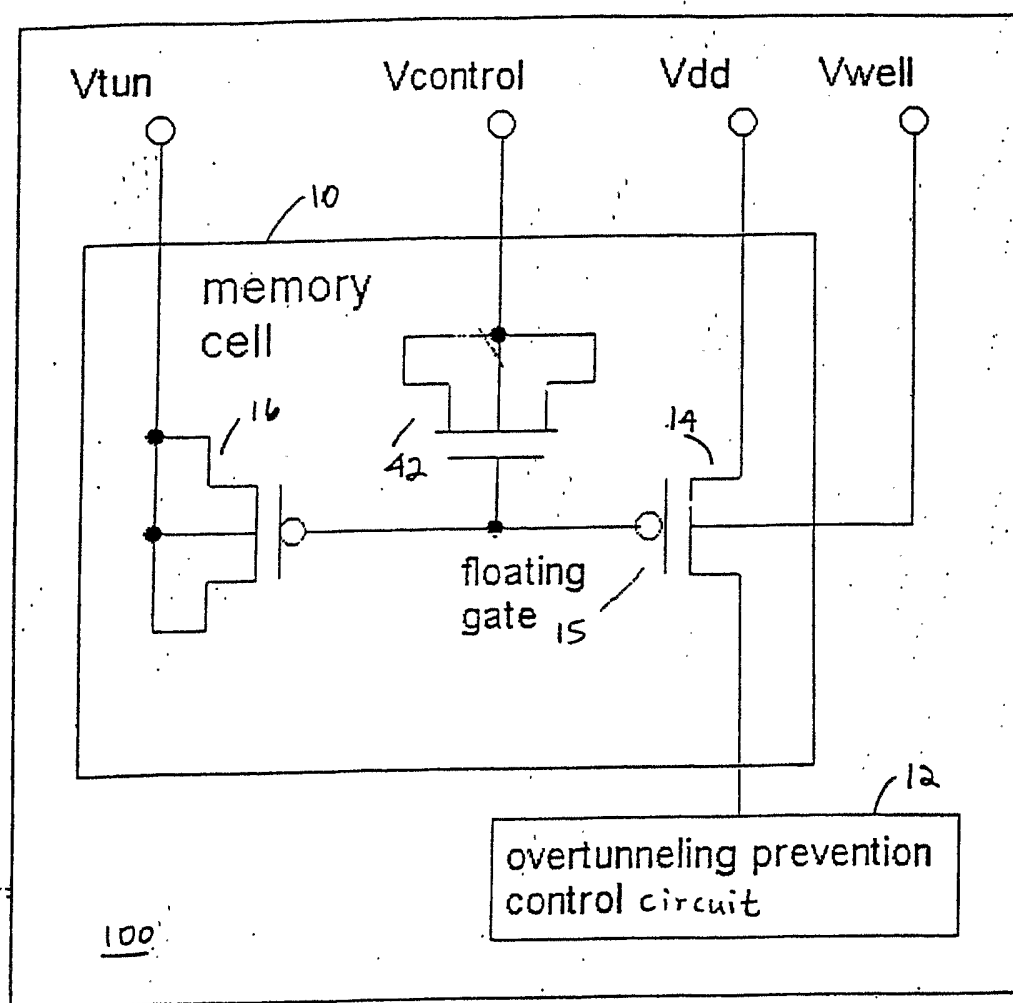 Vtun Vcontrol Vdd Vwell
10
memory
cell
16
42
14
floating
gate
15
12
overtunneling prevention
control circuit
100